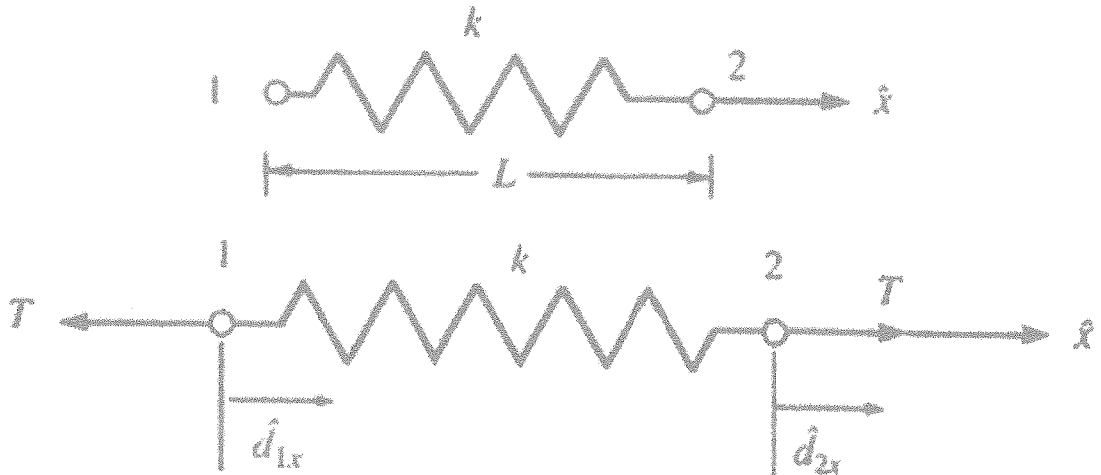 k
1 2 x̂
L
1 k 2
T T x̂
d̂₁ₓ d̂₂ₓ